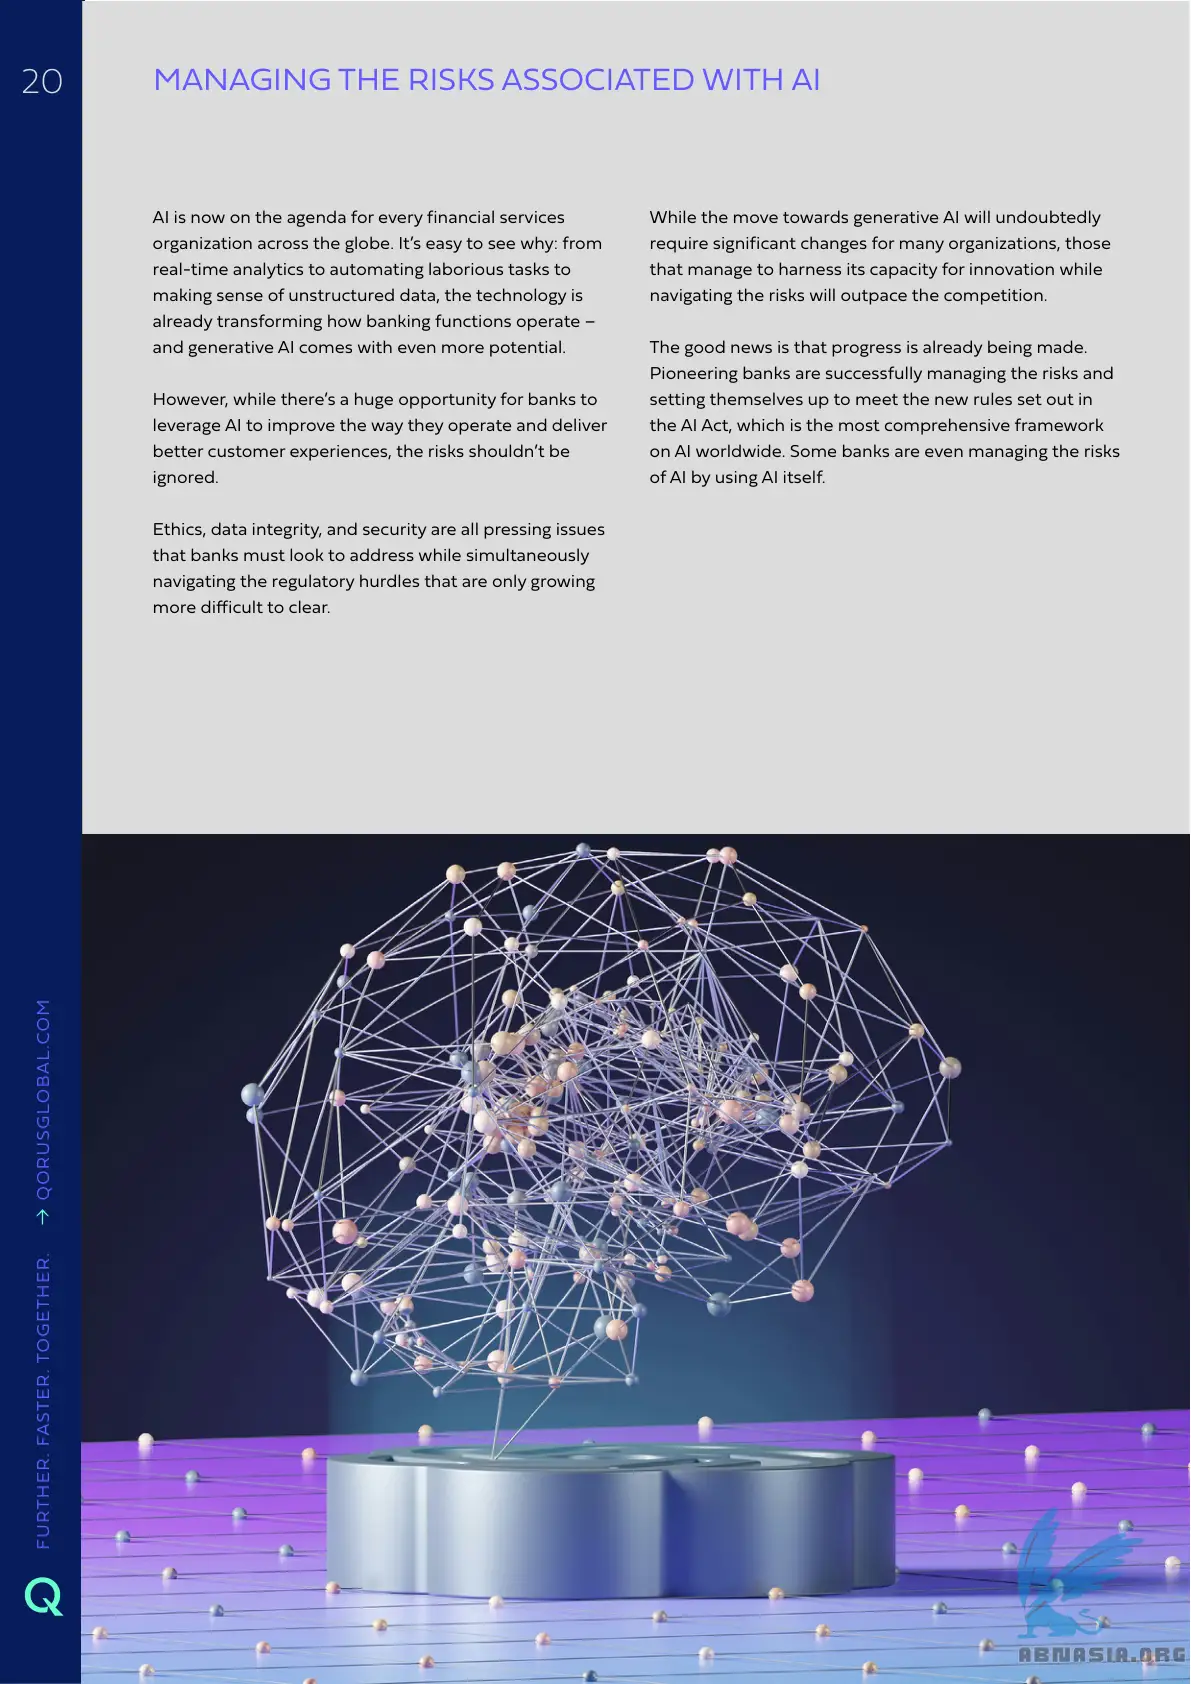 20
MANAGING THE RISKS ASSOCIATED WITH AI
AI is now on the agenda for every financial services
organization across the globe. It’s easy to see why: from
real-time analytics to automating laborious tasks to
making sense of unstructured data, the technology is
already transforming how banking functions operate –
and generative AI comes with even more potential.
However, while there’s a huge opportunity for banks to
leverage AI to improve the way they operate and deliver
better customer experiences, the risks shouldn’t be
ignored.
Ethics, data integrity, and security are all pressing issues
that banks must look to address while simultaneously
navigating the regulatory hurdles that are only growing
more difficult to clear.
While the move towards generative AI will undoubtedly
require significant changes for many organizations, those
that manage to harness its capacity for innovation while
navigating the risks will outpace the competition.
The good news is that progress is already being made.
Pioneering banks are successfully managing the risks and
setting themselves up to meet the new rules set out in
the AI Act, which is the most comprehensive framework
on AI worldwide. Some banks are even managing the risks
of AI by using AI itself.
FURTHER. FASTER. TOGETHER. → QORUSGLOBAL.COM
Q
ABNASIA.ORG